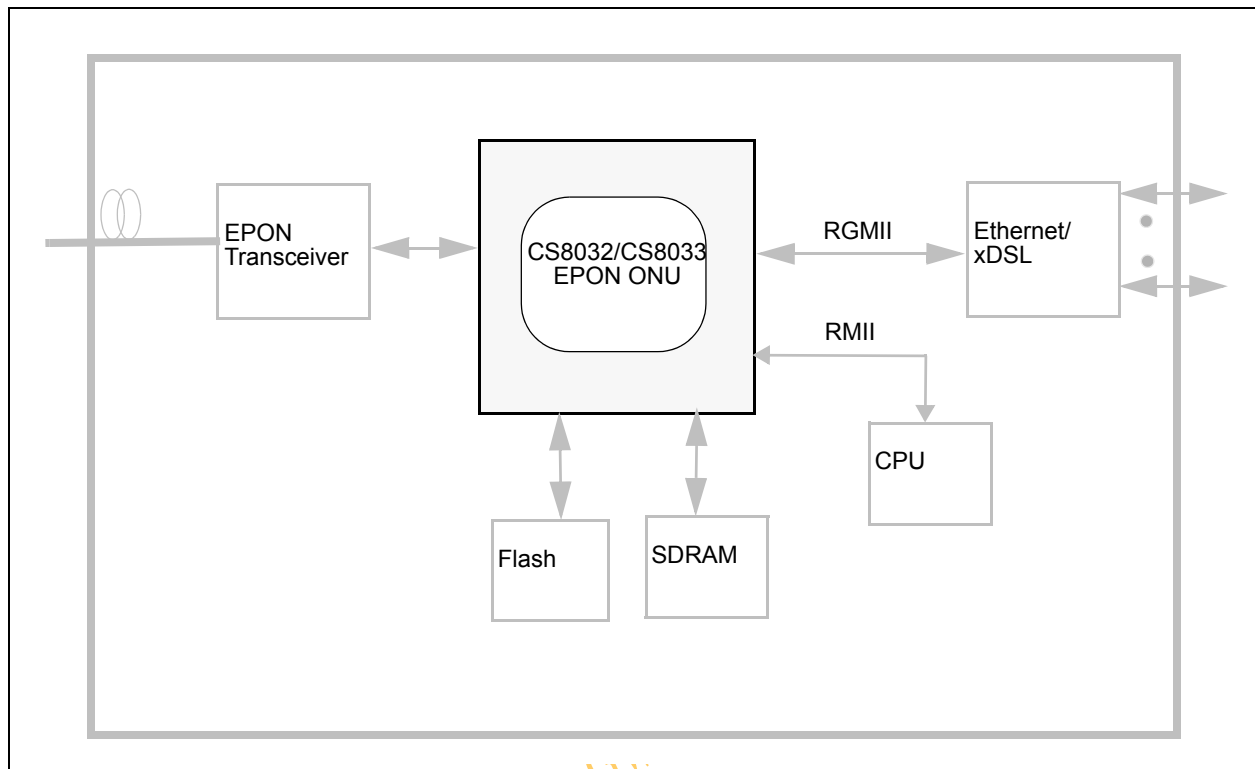 EPON
Transceiver
CS8032/CS8033
EPON ONU
RGMII
Ethernet/
xDSL
RMII
CPU
Flash
SDRAM